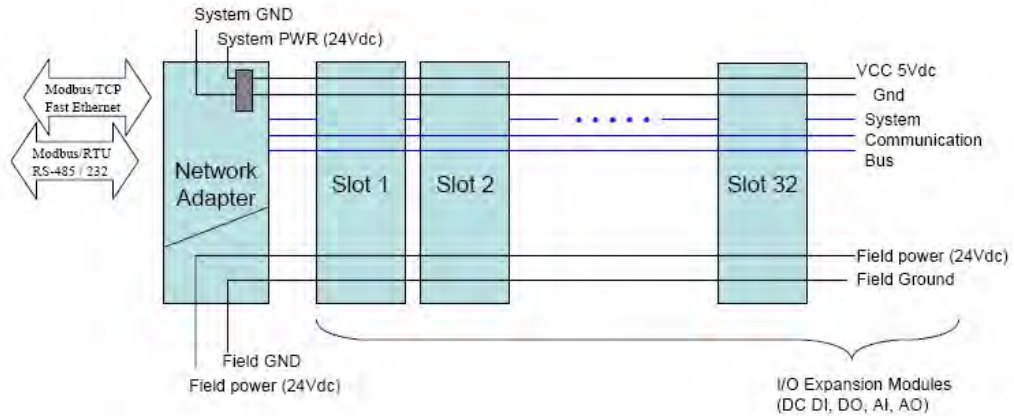 System GND
System PWR (24Vdc)
Modbus/TCP
Fast Ethernet
Modbus/RTU
RS-485 / 232
Network
Adapter
Slot 1
Slot 2
Slot 32
VCC 5Vdc
Gnd
System
Communication
Bus
Field power (24Vdc)
Field Ground
Field GND
Field power (24Vdc)
I/O Expansion Modules
(DC DI, DO, AI, AO)